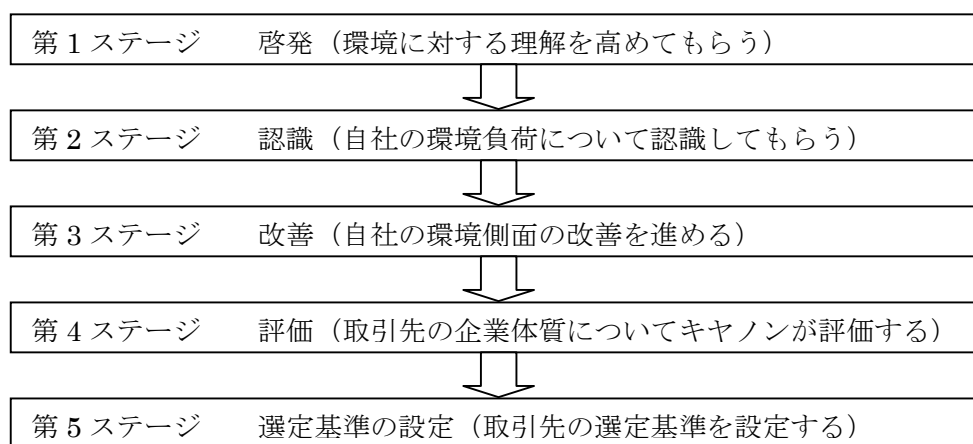 第 1 ステージ　　啓発（環境に対する理解を高めてもらう）
第 2 ステージ　　認識（自社の環境負荷について認識してもらう）
第 3 ステージ　　改善（自社の環境側面の改善を進める）
第 4 ステージ　　評価（取引先の企業体質についてキヤノンが評価する）
第 5 ステージ　　選定基準の設定（取引先の選定基準を設定する）